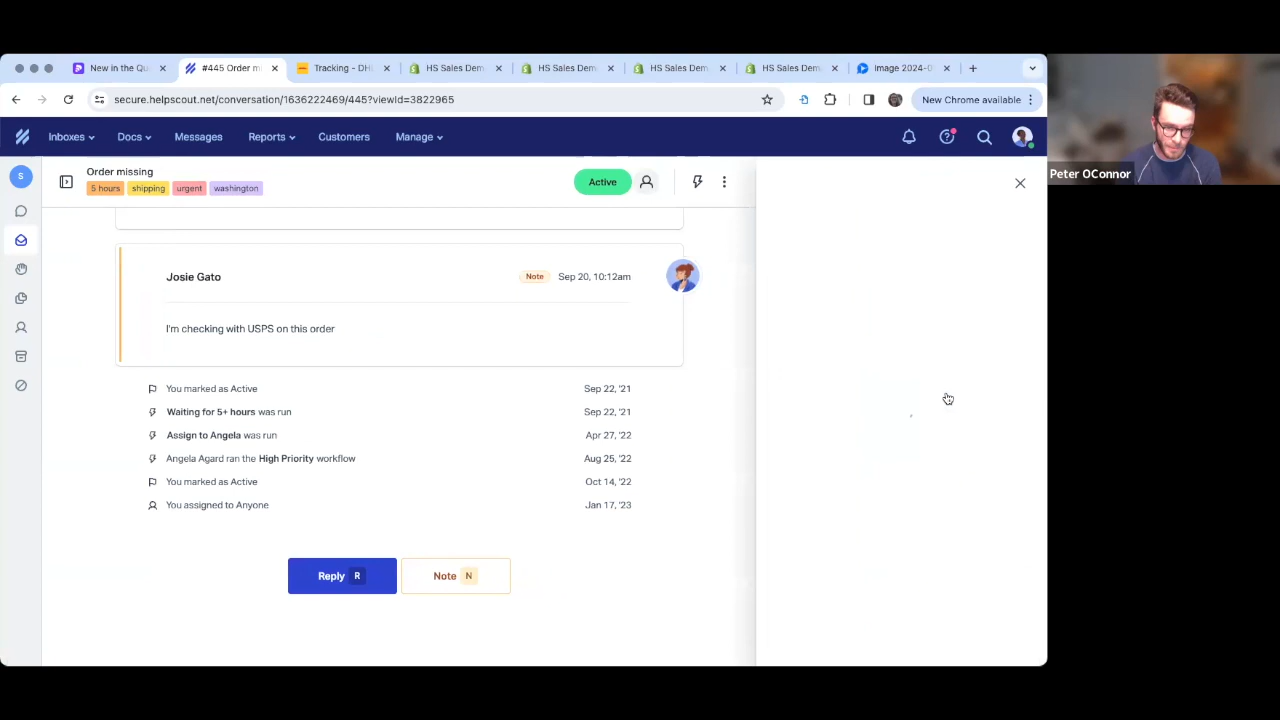 New in the Qu
#445 Order m
Tracking - DH
HS Sales Dem
HS Sales Dem
HS Sales Dem
HS Sales Dem
Image 2024-0
secure.helpscout.net/conversation/1636222469/445?viewId=3822965
New Chrome available
Inboxes
Docs
Messages
Reports
Customers
Manage
S
Order missing
5 hours
shipping
urgent
washington
Active
Peter OConnor
Josie Gato
Note
Sep 20, 10:12am
I'm checking with USPS on this order
You marked as Active
Sep 22, '21
Waiting for 5+ hours was run
Sep 22, '21
Assign to Angela was run
Apr 27, '22
Angela Agard ran the High Priority workflow
Aug 25, '22
You marked as Active
Oct 14, '22
You assigned to Anyone
Jan 17, '23
Reply R
Note N